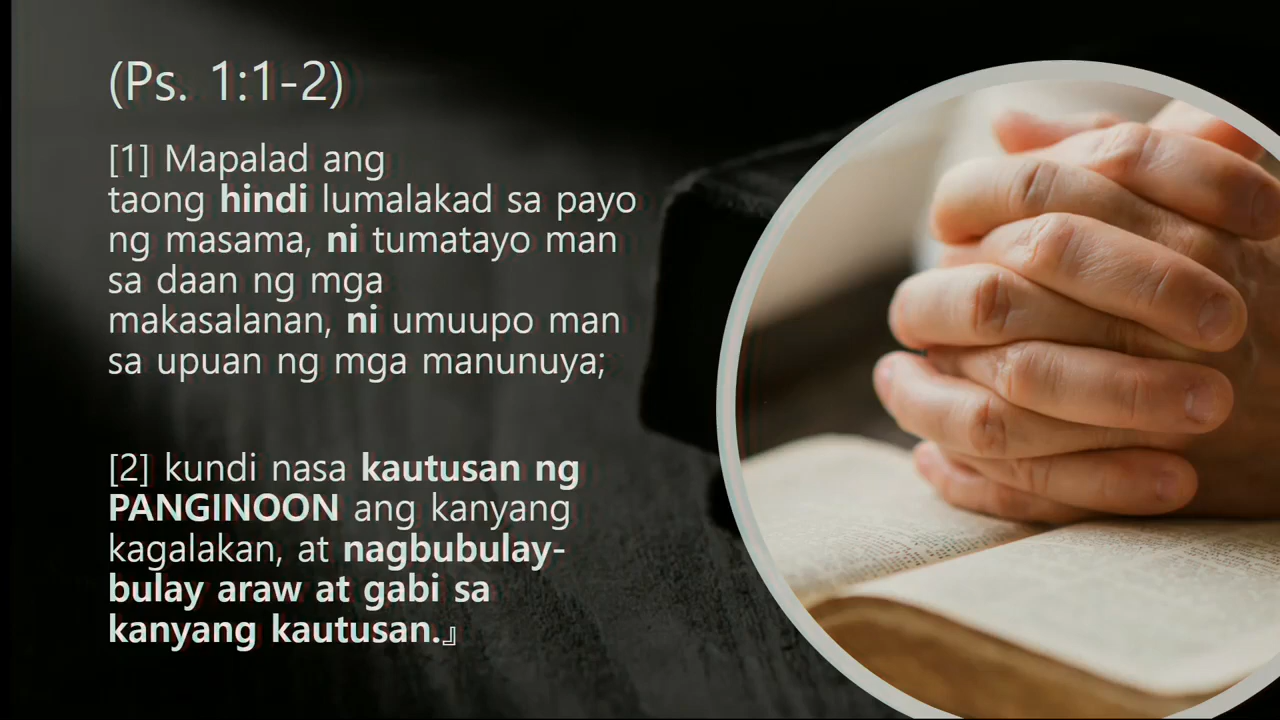 (Ps. 1:1-2)
[1] Mapalad ang
taong hindi lumalakad sa payo
ng masama, ni tumatayo man
sa daan ng mga
makasalanan, ni umuupo man
sa upuan ng mga manunuya;
[2] kundi nasa kautusan ng
PANGINOON ang kanyang
kagalakan, at nagbubulay-
bulay araw at gabi sa
kanyang kautusan.』